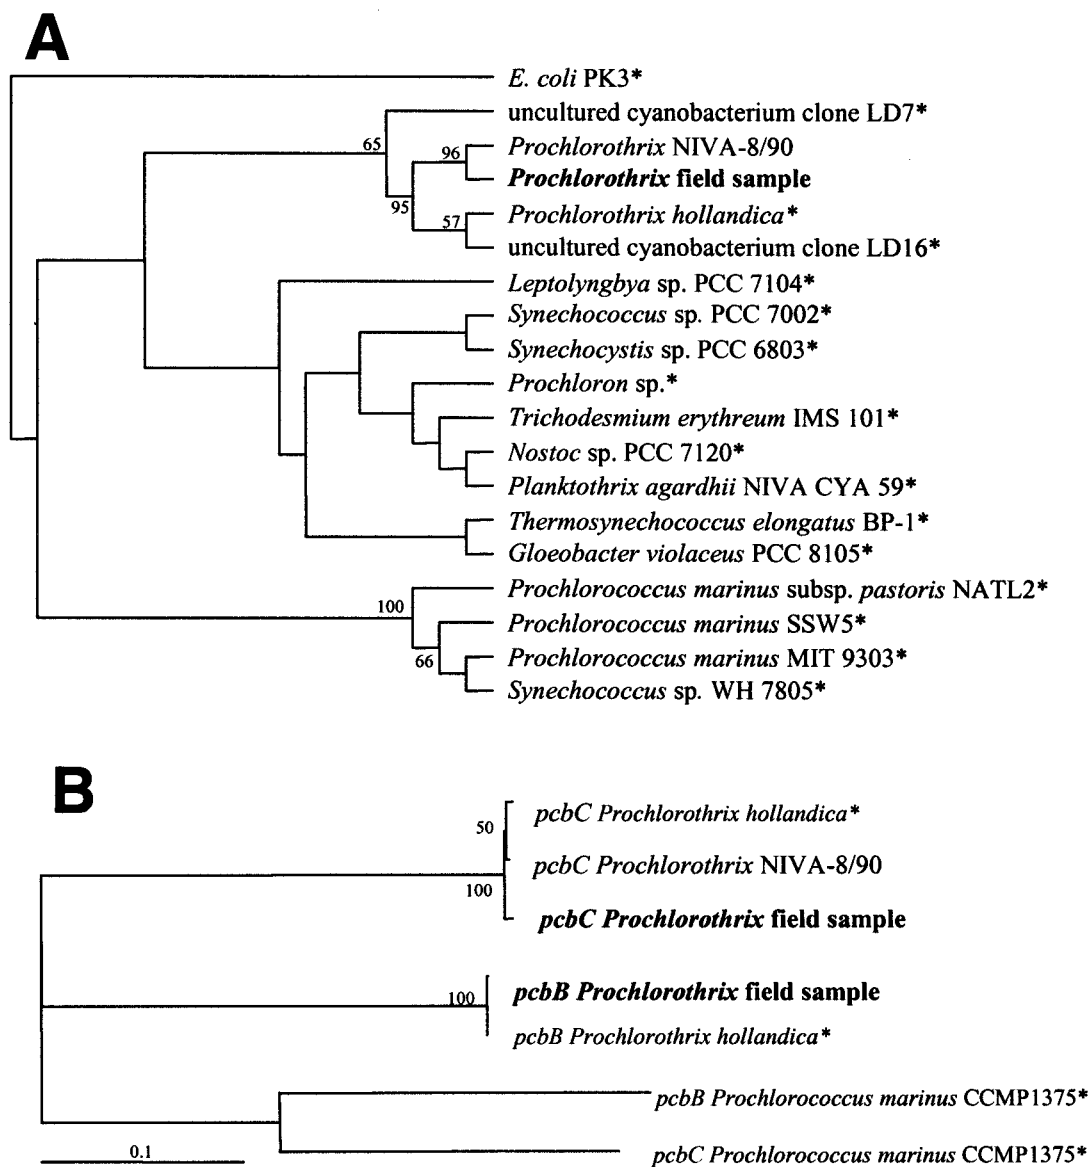 A
E. coli PK3*
uncultured cyanobacterium clone LD7*
65
Prochlorothrix NIVA-8/90
96
Prochlorothrix field sample
95
Prochlorothrix hollandica*
57
uncultured cyanobacterium clone LD16*
Leptolyngbya sp. PCC 7104*
Synechococcus sp. PCC 7002*
Synechocystis sp. PCC 6803*
Prochloron sp.*
Trichodesmium erythreum IMS 101*
Nostoc sp. PCC 7120*
Planktothrix agardhii NIVA CYA 59*
Thermosynechococcus elongatus BP-1*
Gloeobacter violaceus PCC 8105*
Prochlorococcus marinus subsp. pastoris NATL2*
100
Prochlorococcus marinus SSW5*
66
Prochlorococcus marinus MIT 9303*
Synechococcus sp. WH 7805*
B
pcbC Prochlorothrix hollandica*
50
pcbC Prochlorothrix NIVA-8/90
100
pcbC Prochlorothrix field sample
pcbB Prochlorothrix field sample
100
pcbB Prochlorothrix hollandica*
pcbB Prochlorococcus marinus CCMP1375*
0.1
pcbC Prochlorococcus marinus CCMP1375*